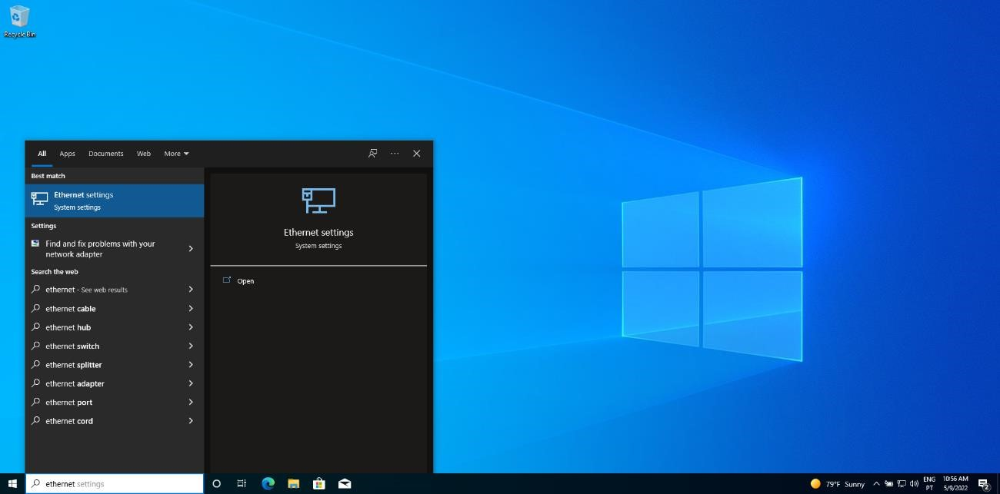 Recycle Bin
All Apps Documents Web More
Best match
Ethernet settings
System settings
Settings
Find and fix problems with your
network adapter
Search the web
ethernet - See web results
ethernet cable
ethernet hub
ethernet switch
ethernet splitter
ethernet adapter
ethernet port
ethernet cord
Ethernet settings
System settings
Open
ethernet settings
79°F Sunny
ENG
PT
10:56 AM
5/9/2022
2